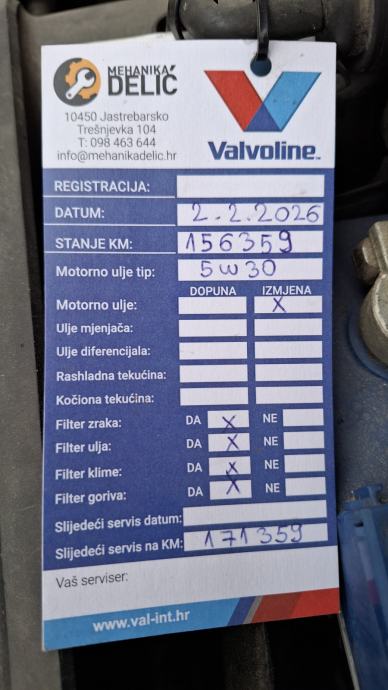 MEHANIKA
DELIĆ
10450 Jastrebarsko
Trešnjevka 104
T: 098 463 644
info@mehanikadelic.hr
Valvoline™
REGISTRACIJA:
DATUM: 2.2.2026
STANJE KM: 156359
Motorno ulje tip: 5w30
DOPUNA IZMJENA
Motorno ulje: X
Ulje mjenjača:
Ulje diferencijala:
Rashladna tekućina:
Kočiona tekućina:
Filter zraka: DA X NE
Filter ulja: DA X NE
Filter klime: DA X NE
Filter goriva: DA X NE
Slijedeći servis datum:
Slijedeći servis na KM: 171359
Vaš serviser:
www.val-int.hr